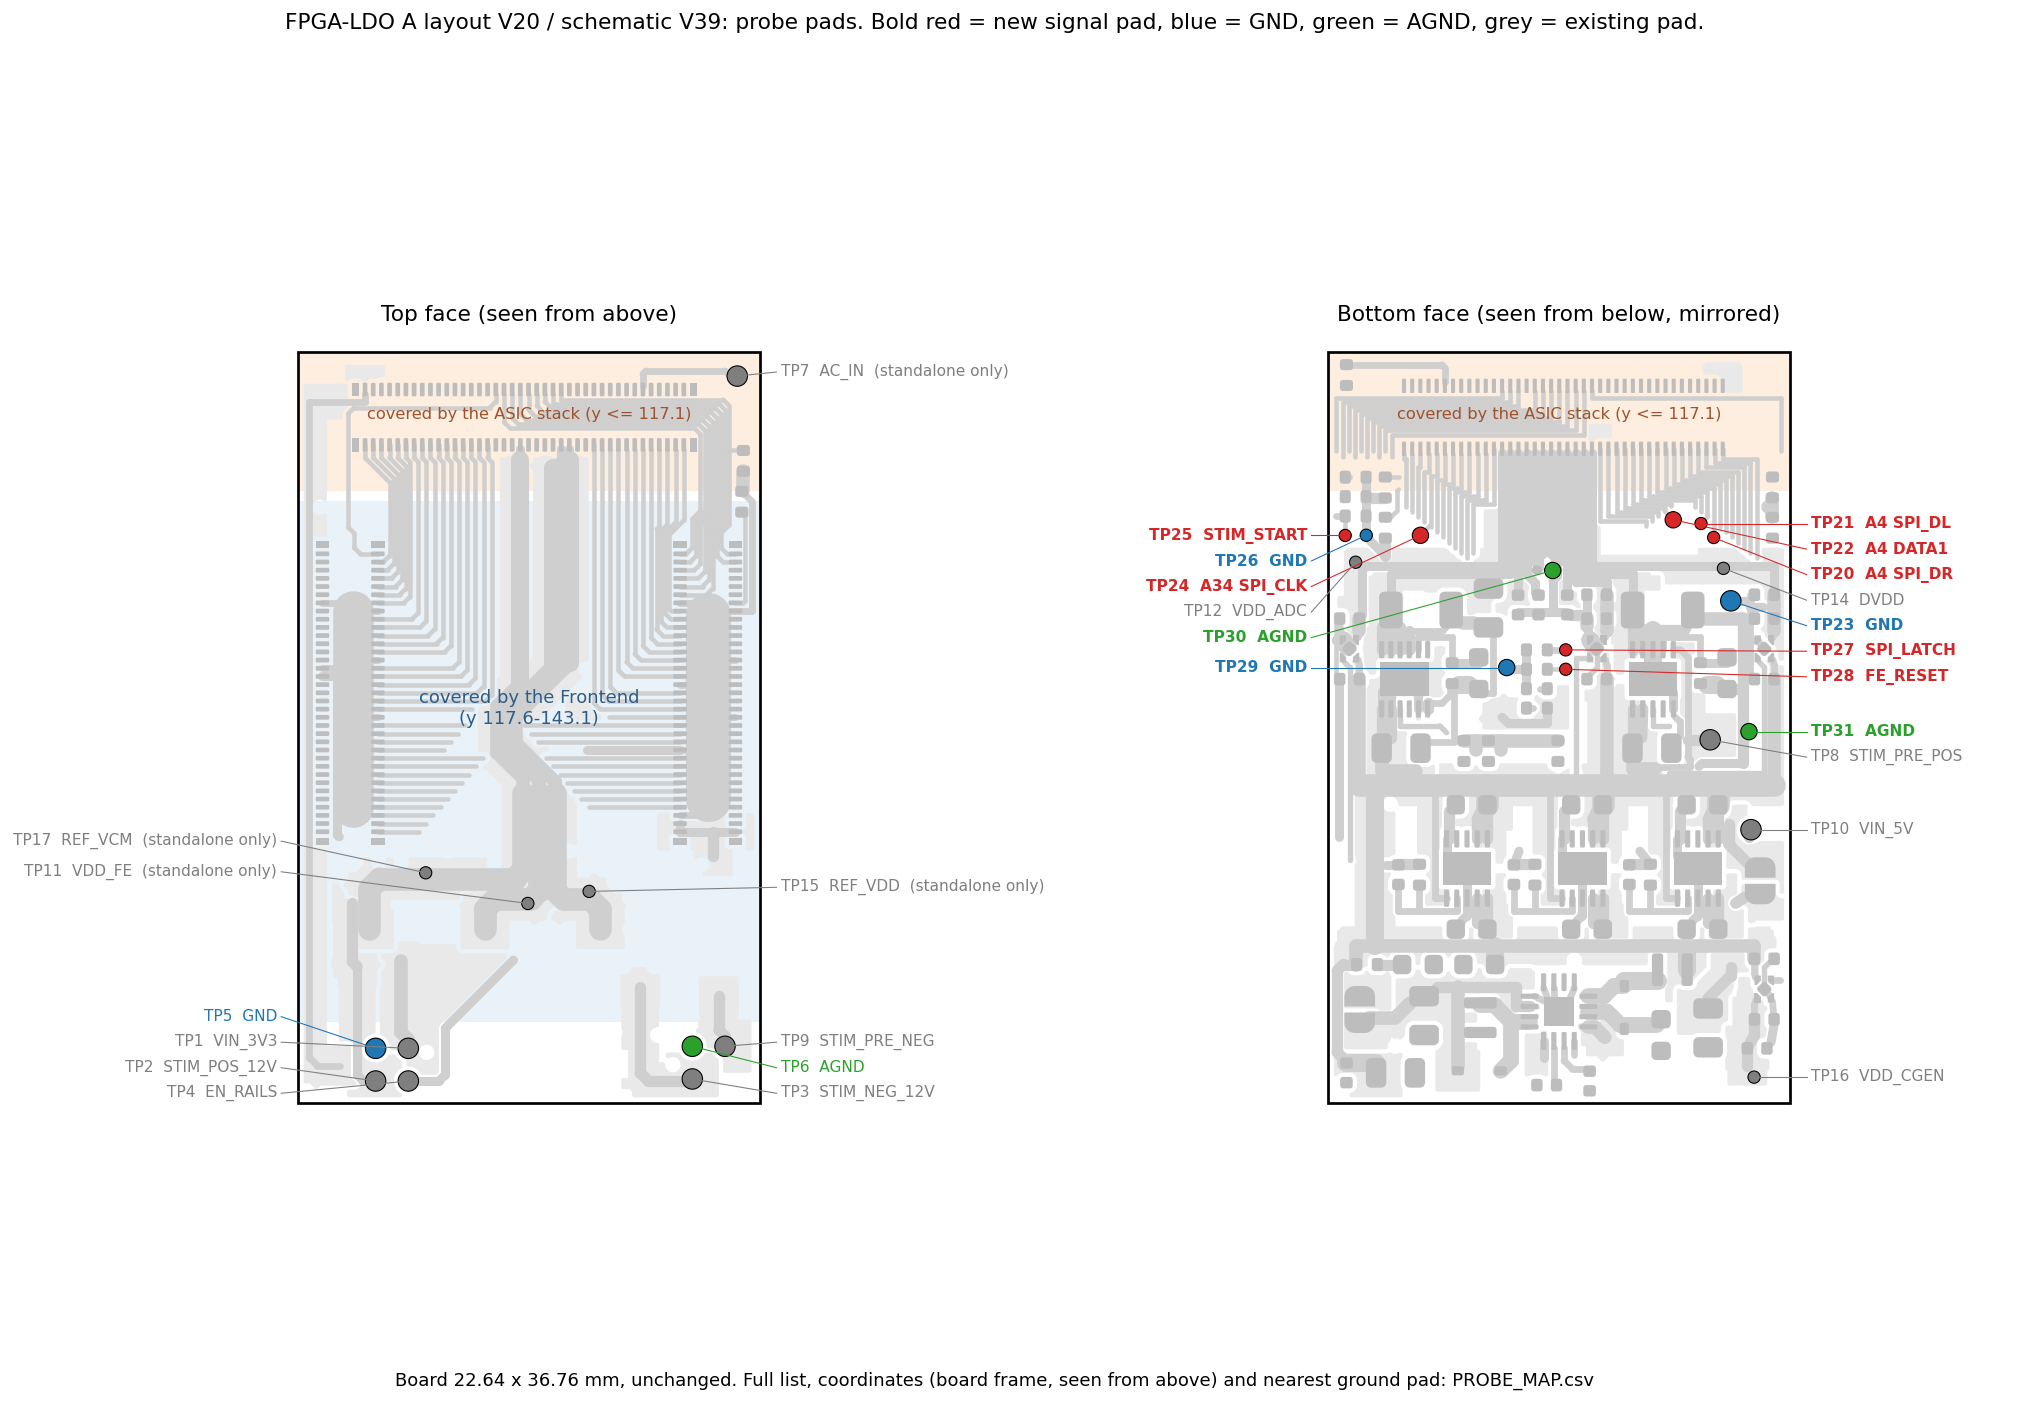 FPGA-LDO A layout V20 / schematic V39: probe pads. Bold red = new signal pad, blue = GND, green = AGND, grey = existing pad.
Top face (seen from above)
TP7  AC_IN  (standalone only)
covered by the ASIC stack (y <= 117.1)
covered by the Frontend
(y 117.6-143.1)
TP17  REF_VCM  (standalone only)
TP11  VDD_FE  (standalone only)
TP15  REF_VDD  (standalone only)
TP5  GND
TP1  VIN_3V3
TP2  STIM_POS_12V
TP4  EN_RAILS
TP9  STIM_PRE_NEG
TP6  AGND
TP3  STIM_NEG_12V
Bottom face (seen from below, mirrored)
covered by the ASIC stack (y <= 117.1)
TP25  STIM_START
TP26  GND
TP24  A34 SPI_CLK
TP12  VDD_ADC
TP30  AGND
TP29  GND
TP21  A4 SPI_DL
TP22  A4 DATA1
TP20  A4 SPI_DR
TP14  DVDD
TP23  GND
TP27  SPI_LATCH
TP28  FE_RESET
TP31  AGND
TP8  STIM_PRE_POS
TP10  VIN_5V
TP16  VDD_CGEN
Board 22.64 x 36.76 mm, unchanged. Full list, coordinates (board frame, seen from above) and nearest ground pad: PROBE_MAP.csv